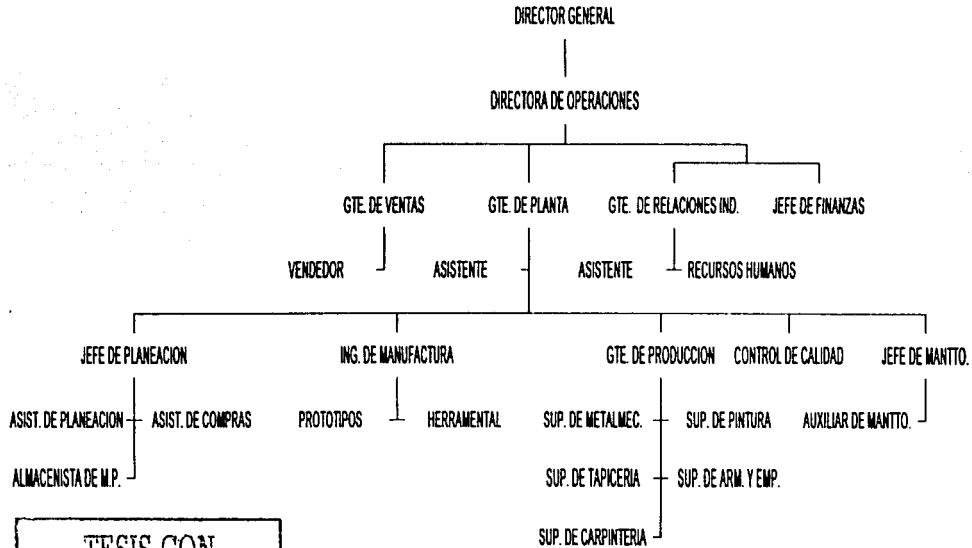 DIRECTOR GENERAL
DIRECTORA DE OPERACIONES
GTE. DE VENTAS GTE. DE PLANTA GTE. DE RELACIONES IND. JEFE DE FINANZAS
VENDEDOR ASISTENTE ASISTENTE RECURSOS HUMANOS
JEFE DE PLANEACION ING. DE MANUFACTURA GTE. DE PRODUCCION CONTROL DE CALIDAD JEFE DE MANTTO.
ASIST. DE PLANEACION ASIST. DE COMPRAS PROTOTIPOS HERRAMENTAL SUP. DE METALMEC. SUP. DE PINTURA AUXILIAR DE MANTTO.
ALMACENISTA DE M.P. SUP. DE TAPICERIA SUP. DE ARM. Y EMP.
SUP. DE CARPINTERIA
TESIS CON